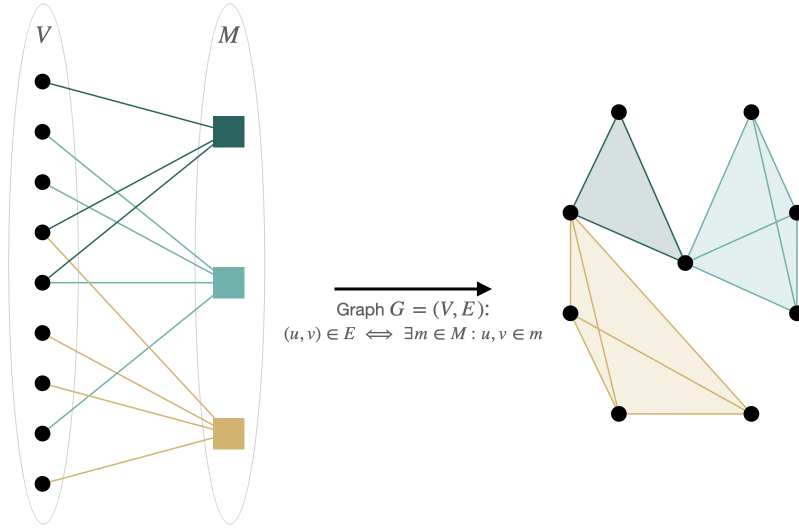 V
M
Graph G = (V, E):
(u, v) ∈ E ⟺ ∃m ∈ M : u, v ∈ m